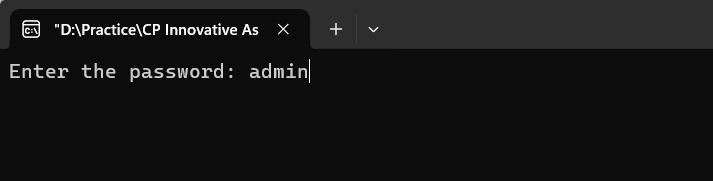 "D:\Practice\CP Innovative As
Enter the password: admin